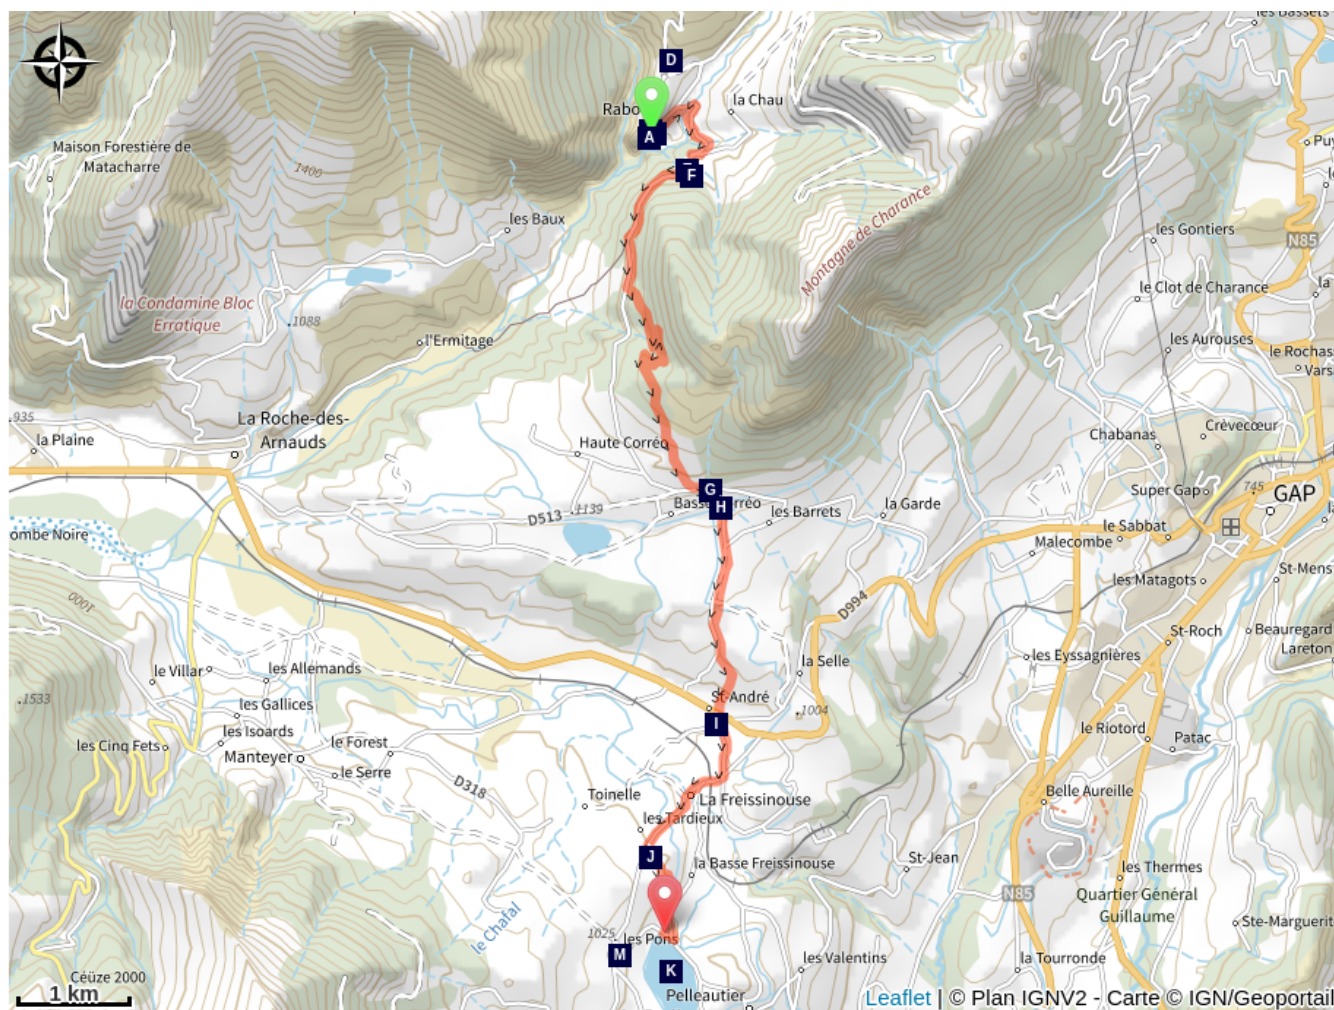 les Bassets
D
Rabo
la Chau
A
Maison Forestière de
Matacharre
1400
F
Montagne de Charance
les Baux
les Gontiers
N85
le Clot de Charance
la Condamine Bloc
Erratique
1088
l'Ermitage
les Aurouses
le Rochas
Vars
935
la Plaine
La Roche-des-
Arnauds
Haute Corréo
Chabanas
Crèvecœur
Super Gap
745
GAP
G
H
Basse Corréo
D513
1139
les Barrets
la Garde
le Sabbat
Malecombe
ombe Noire
les Matagots
St-Mens
1000
D994
St-Roch
Beauregard
Lareton
les Eyssagnières
le Villar
les Allemands
la Selle
1533
les Gallices
St-André
1004
I
les Isoards
le Riotord
Patac
les Cinq Fets
Manteyer
le Forest
le Serre
D318
Toinelle
La Freissinouse
Belle Aureille
les Tardieux
J
la Basse Freissinouse
St-Jean
les Thermes
N85
Quartier Général
Guillaume
le Chafal
1025
les Pons
Ste-Marguerit
M
K
les Valentins
la Tourronde
Céüze 2000
Pelleautier
1 km
Leaflet | © Plan IGNV2 - Carte © IGN/Geoportail